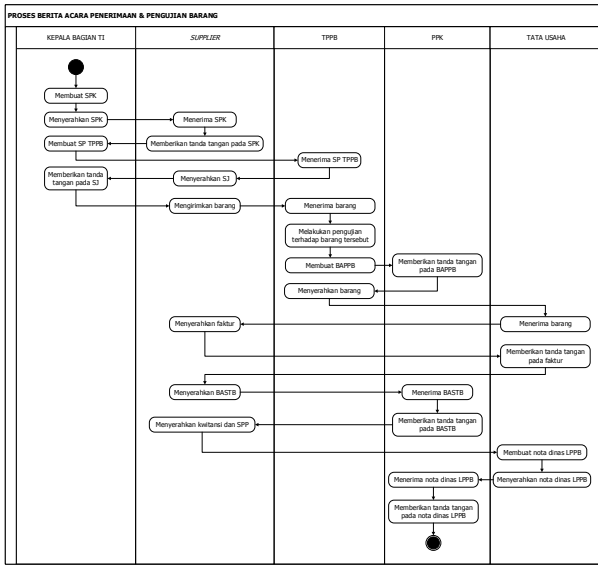 PROSES BERITA ACARA PENERIMAAN & PENGUJIAN BARANG
KEPALA BAGIAN TI
SUPPLIER
TPPB
PPK
TATA USAHA
Membuat SPK
Menyerahkan SPK
Menerima SPK
Membuat SP TPPB
Memberikan tanda tangan pada SPK
Menerima SP TPPB
Memberikan tanda
tangan pada SJ
Menyerahkan SJ
Mengirimkan barang
Menerima barang
Melakukan pengujian
terhadap barang tersebut
Membuat BAPPB
Memberikan tanda tangan
pada BAPPB
Menyerahkan barang
Menyerahkan faktur
Menerima barang
Memberikan tanda tangan
pada faktur
Menyerahkan BASTB
Menerima BASTB
Menyerahkan kwitansi dan SPP
Memberikan tanda tangan
pada BASTB
Membuat nota dinas LPPB
Menerima nota dinas LPPB
Menyerahkan nota dinas LPPB
Memberikan tanda tangan
pada nota dinas LPPB